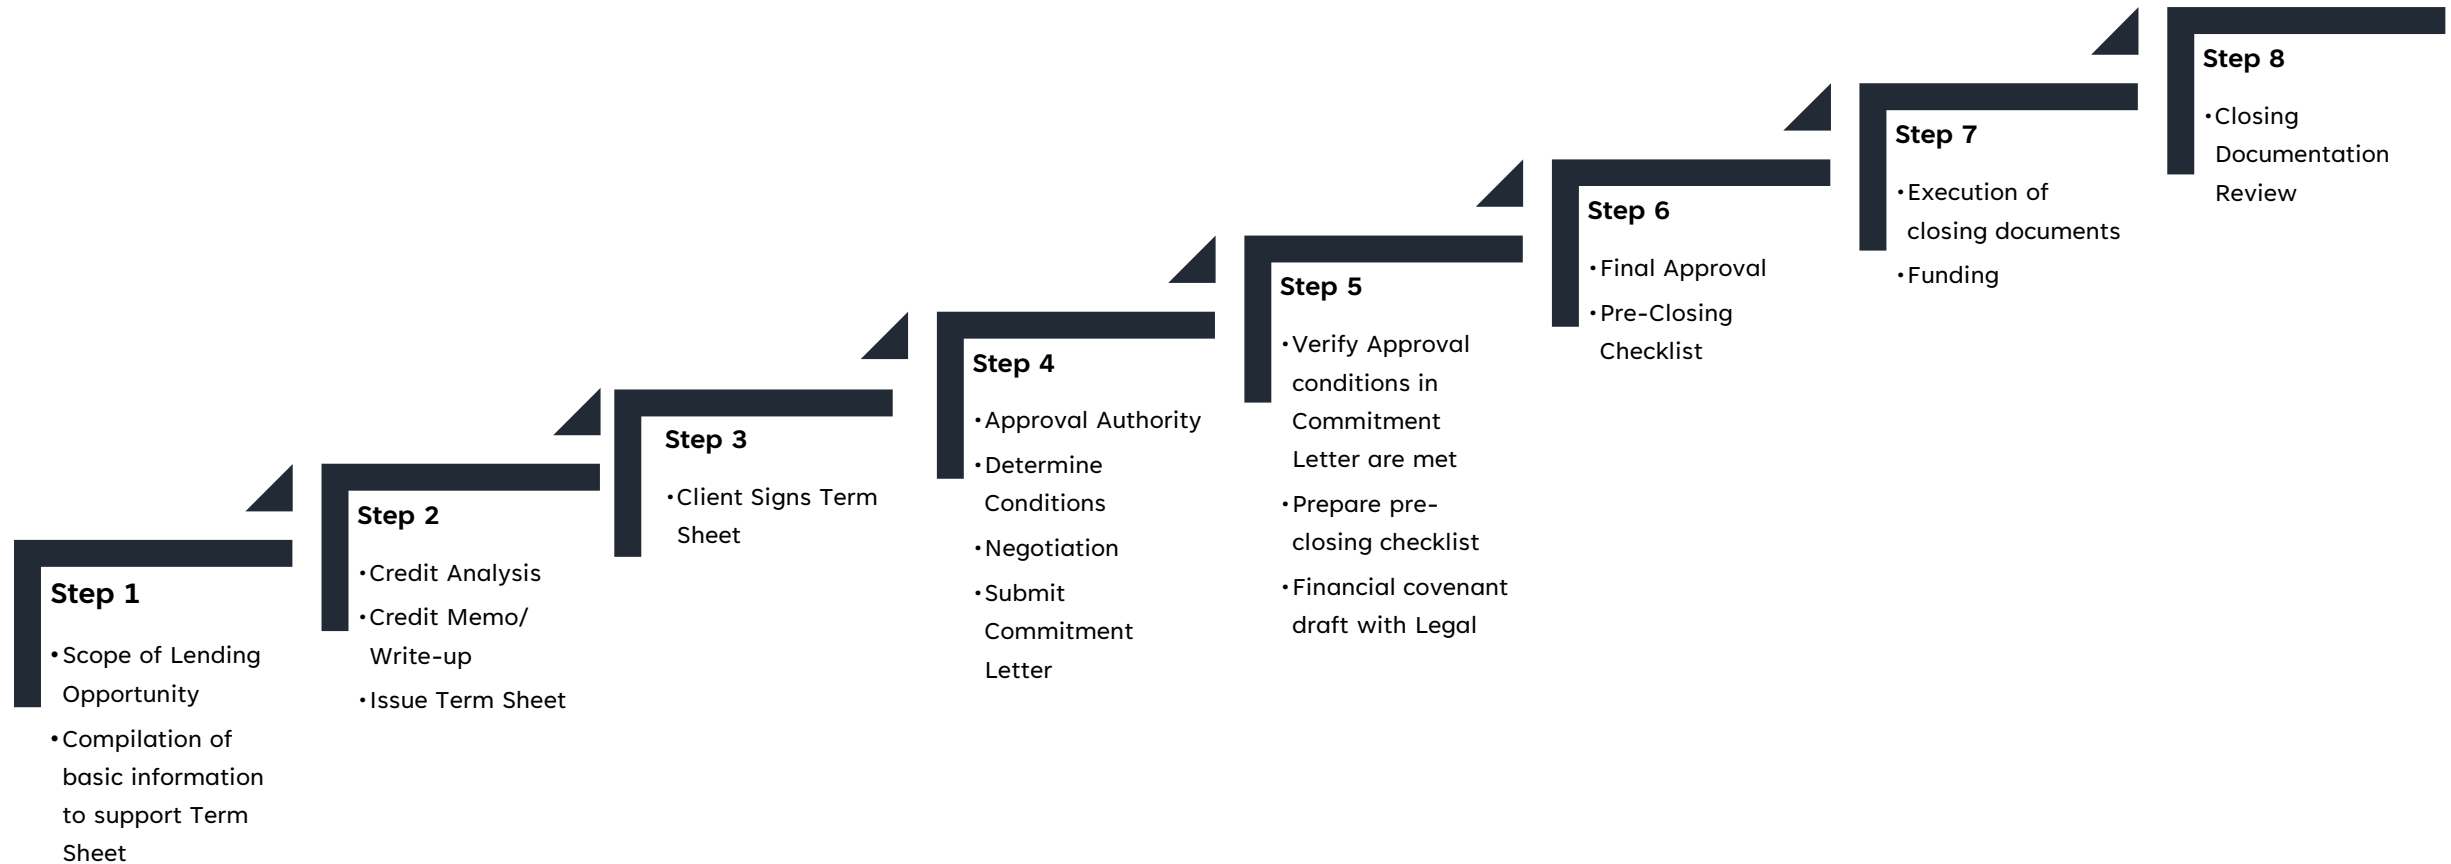 Step 1
•Scope of Lending
Opportunity
•Compilation of
basic information
to support Term
Sheet
Step 2
•Credit Analysis
•Credit Memo/
Write-up
•Issue Term Sheet
Step 3
•Client Signs Term
Sheet
Step 4
•Approval Authority
•Determine
Conditions
•Negotiation
•Submit
Commitment
Letter
Step 5
•Verify Approval
conditions in
Commitment
Letter are met
•Prepare pre-
closing checklist
•Financial covenant
draft with Legal
Step 6
•Final Approval
•Pre-Closing
Checklist
Step 7
•Execution of
closing documents
•Funding
Step 8
•Closing
Documentation
Review